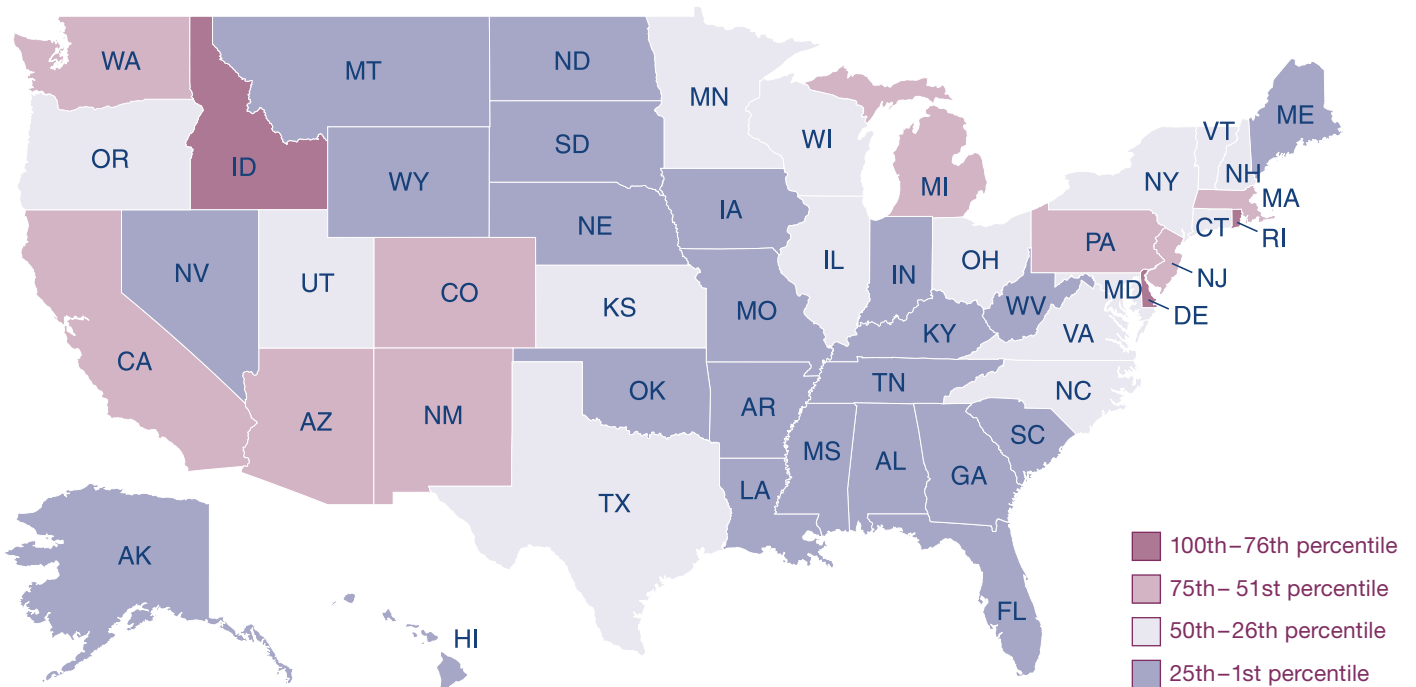 WA
MT
ND
MN
ME
OR
ID
SD
WI
VT
NH
NY
WY
MI
MA
IA
NE
PA
CT
RI
NV
UT
CO
IL
IN
OH
NJ
MD
DE
KS
MO
WV
KY
VA
CA
OK
TN
NC
AZ
NM
AR
SC
MS
AL
GA
TX
LA
AK
FL
HI
100th–76th percentile
75th–51st percentile
50th–26th percentile
25th–1st percentile